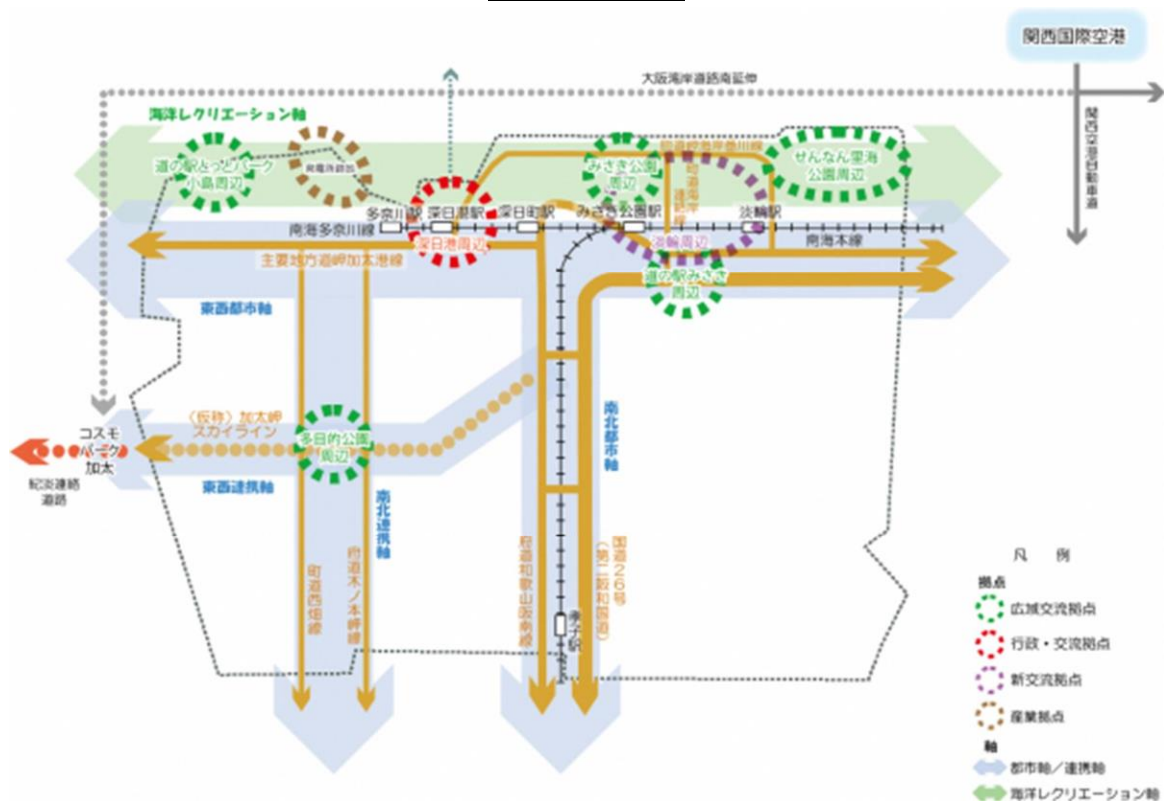 関西国際空港
大阪湾岸道路南延伸
関西空港自動車道
海洋レクリエーション軸
道の駅とっとパーク
小島周辺
発電所跡地
みさき公園
周辺
せんなん里海
公園周辺
多奈川駅
深日港駅
深日町駅
みさき公園駅
淡輪駅
南海多奈川線
深日港周辺
淡輪周辺
南海本線
主要地方道岬加太港線
道の駅みさき
周辺
東西都市軸
南北都市軸
〈仮称〉加太岬
スカイライン
多目的公園
周辺
コスモ
パーク
加太
紀淡連絡
道路
東西連携軸
南北連携軸
町道西畑線
府道木ノ本岬線
府道和歌山阪南線
国道26号
(第二阪和国道)
孝子駅
凡 例
拠点
広域交流拠点
行政・交流拠点
新交流拠点
産業拠点
軸
都市軸/連携軸
海洋レクリエーション軸